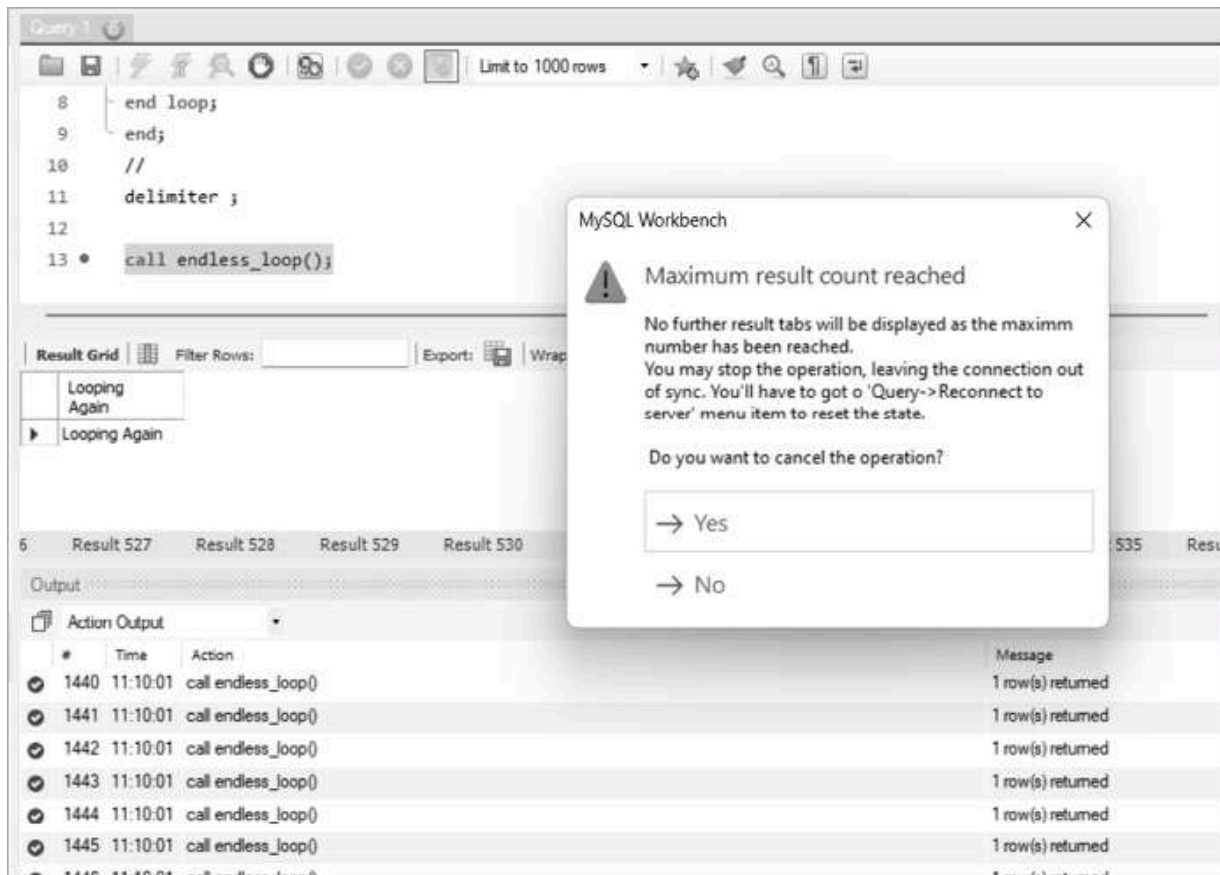 Query 1
Limit to 1000 rows
8 end loop;
9 end;
10 //
11 delimiter ;
12
13 call endless_loop();
Result Grid Filter Rows: Export: Wrap
Looping
Again
Looping Again
MySQL Workbench
Maximum result count reached
No further result tabs will be displayed as the maximm
number has been reached.
You may stop the operation, leaving the connection out
of sync. You'll have to got o 'Query->Reconnect to
server' menu item to reset the state.
Do you want to cancel the operation?
→ Yes
→ No
6 Result 527 Result 528 Result 529 Result 530 535 Resu
Output
Action Output
# Time Action Message
1440 11:10:01 call endless_loop() 1 row(s) returned
1441 11:10:01 call endless_loop() 1 row(s) returned
1442 11:10:01 call endless_loop() 1 row(s) returned
1443 11:10:01 call endless_loop() 1 row(s) returned
1444 11:10:01 call endless_loop() 1 row(s) returned
1445 11:10:01 call endless_loop() 1 row(s) returned